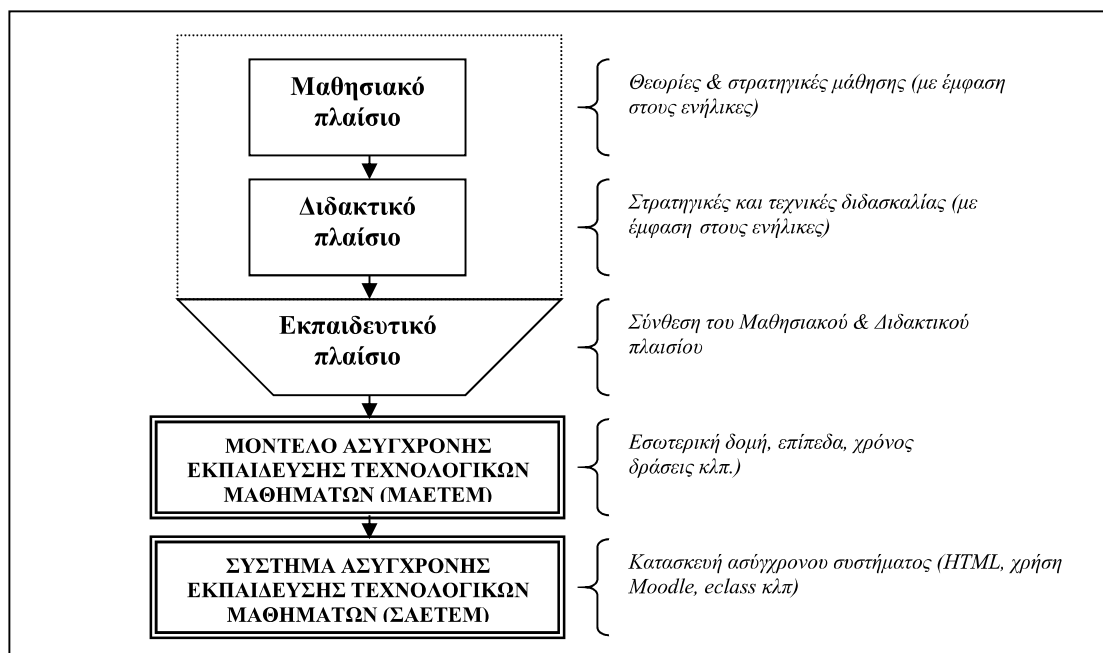 Μαθησιακό
πλαίσιο
Θεωρίες & στρατηγικές μάθησης (με έμφαση
στους ενήλικες)
Διδακτικό
πλαίσιο
Στρατηγικές και τεχνικές διδασκαλίας (με
έμφαση στους ενήλικες)
Εκπαιδευτικό
πλαίσιο
Σύνθεση του Μαθησιακού & Διδακτικού
πλαισίου
ΜΟΝΤΕΛΟ ΑΣΥΓΧΡΟΝΗΣ
ΕΚΠΑΙΔΕΥΣΗΣ ΤΕΧΝΟΛΟΓΙΚΩΝ
ΜΑΘΗΜΑΤΩΝ (ΜΑΕΤΕΜ)
Εσωτερική δομή, επίπεδα, χρόνος
δράσεις κλπ.)
ΣΥΣΤΗΜΑ ΑΣΥΓΧΡΟΝΗΣ
ΕΚΠΑΙΔΕΥΣΗΣ ΤΕΧΝΟΛΟΓΙΚΩΝ
ΜΑΘΗΜΑΤΩΝ (ΣΑΕΤΕΜ)
Κατασκευή ασύγχρονου συστήματος (HTML, χρήση
Moodle, eclass κλπ)